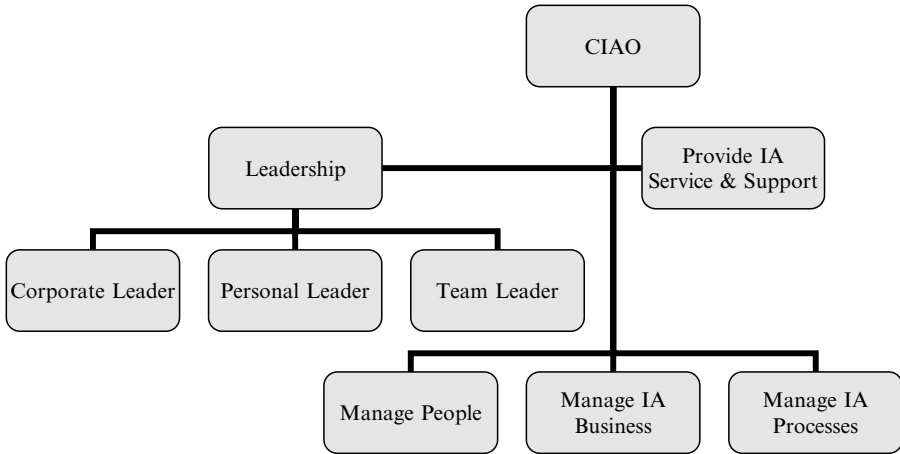 CIAO
Leadership
Provide IA
Service & Support
Corporate Leader
Personal Leader
Team Leader
Manage People
Manage IA
Business
Manage IA
Processes